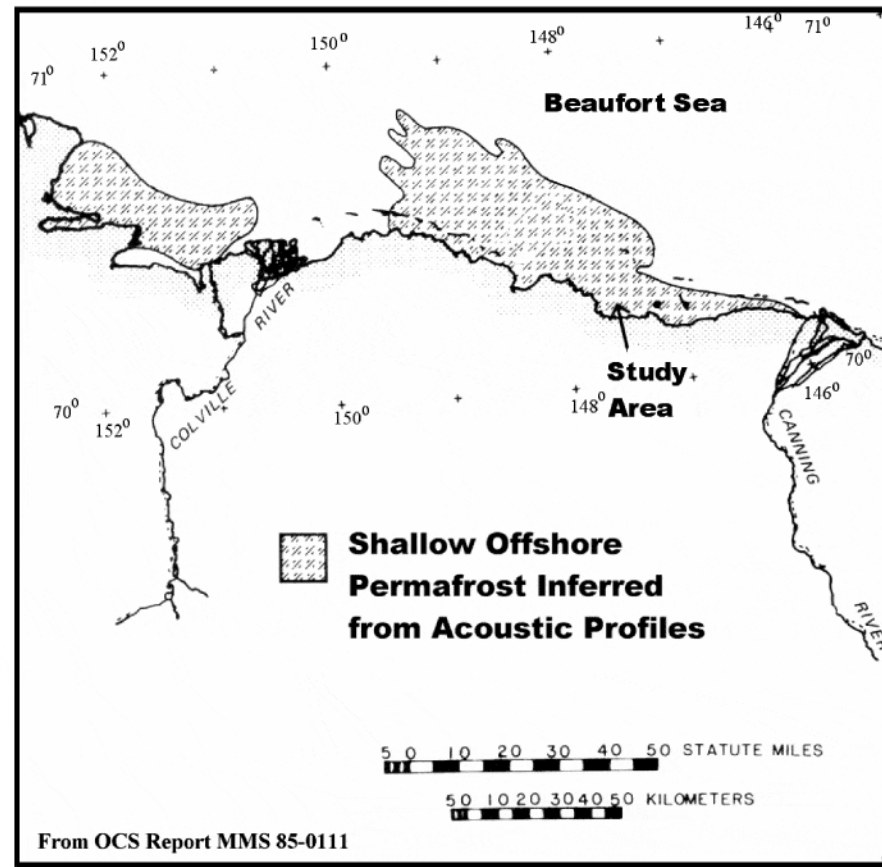 152⁰
150⁰
148⁰
146⁰
71⁰
71⁰
Beaufort Sea
RIVER
COLVILLE
Study
Area
70⁰
152⁰
150⁰
148⁰
146⁰
70⁰
CANNING
RIVER
Shallow Offshore
Permafrost Inferred
from Acoustic Profiles
5 0 10 20 30 40 50 STATUTE MILES
5 0 10 20 30 40 50 KILOMETERS
From OCS Report MMS 85-0111